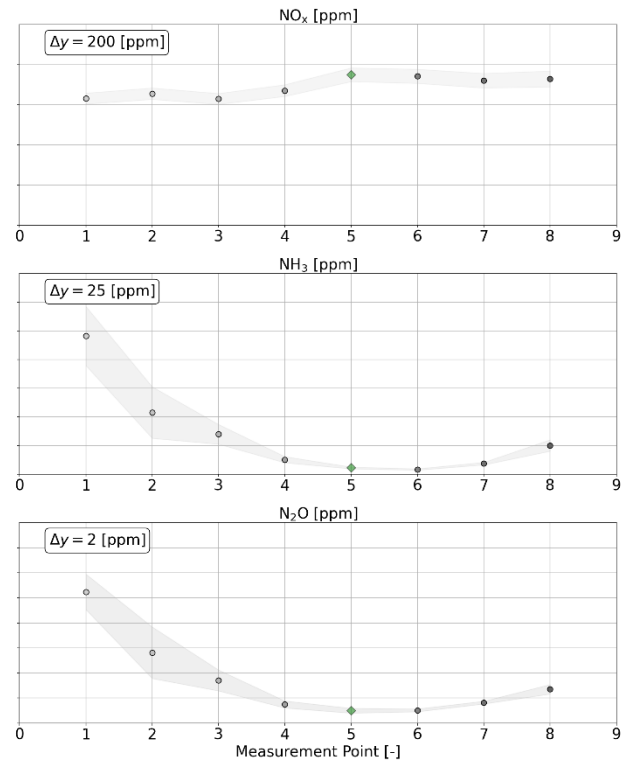 NOₓ [ppm]
Δy = 200 [ppm]
0 1 2 3 4 5 6 7 8 9
NH₃ [ppm]
Δy = 25 [ppm]
0 1 2 3 4 5 6 7 8 9
N₂O [ppm]
Δy = 2 [ppm]
0 1 2 3 4 5 6 7 8 9
Measurement Point [-]